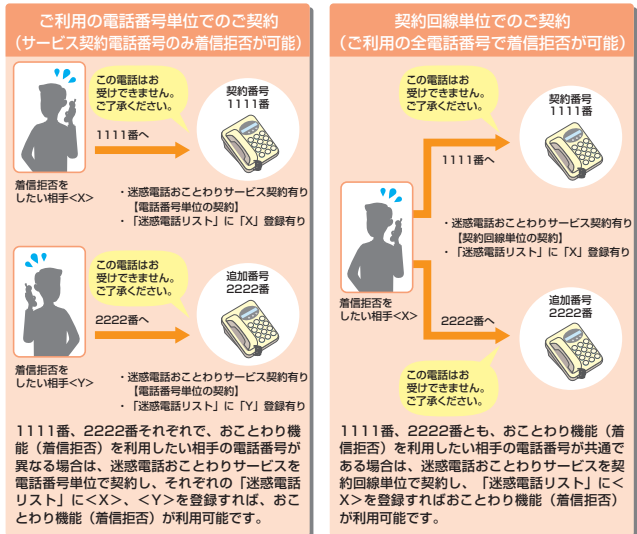 ご利用の電話番号単位でのご契約
(サービス契約電話番号のみ着信拒否が可能)
この電話はお
受けできません。
ご了承ください。
契約番号
1111番
1111番へ
着信拒否を
したい相手<X>
・迷惑電話おことわりサービス契約有り
【電話番号単位の契約】
・「迷惑電話リスト」に「X」登録有り
この電話はお
受けできません。
ご了承ください。
追加番号
2222番
2222番へ
着信拒否を
したい相手<Y>
・迷惑電話おことわりサービス契約有り
【電話番号単位の契約】
・「迷惑電話リスト」に「Y」登録有り
1111番、2222番それぞれで、おことわり機
能(着信拒否)を利用したい相手の電話番号が
異なる場合は、迷惑電話おことわりサービスを
電話番号単位で契約し、それぞれの「迷惑電話
リスト」に<X>、<Y>を登録すれば、おこ
とわり機能(着信拒否)が利用可能です。
契約回線単位でのご契約
(ご利用の全電話番号で着信拒否が可能)
この電話はお
受けできません。
ご了承ください。
契約番号
1111番
1111番へ
・迷惑電話おことわりサービス契約有り
【契約回線単位の契約】
・「迷惑電話リスト」に「X」登録有り
着信拒否を
したい相手<X>
2222番へ
追加番号
2222番
この電話はお
受けできません。
ご了承ください。
1111番、2222番とも、おことわり機能(着
信拒否)を利用したい相手の電話番号が共通で
ある場合は、迷惑電話おことわりサービスを契
約回線単位で契約し、「迷惑電話リスト」に<
X>を登録すればおことわり機能(着信拒否)
が利用可能です。